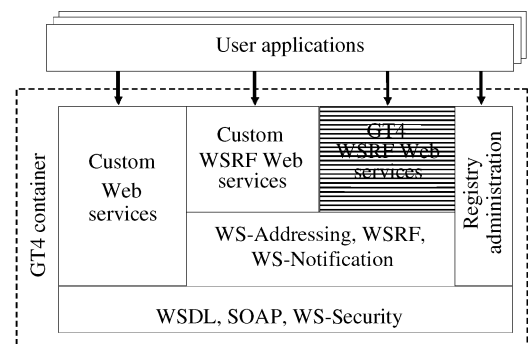 User applications
GT4 container
Custom
Web
services
Custom
WSRF Web
services
GT4
WSRF Web
services
Registry
administration
WS-Addressing, WSRF,
WS-Notification
WSDL, SOAP, WS-Security